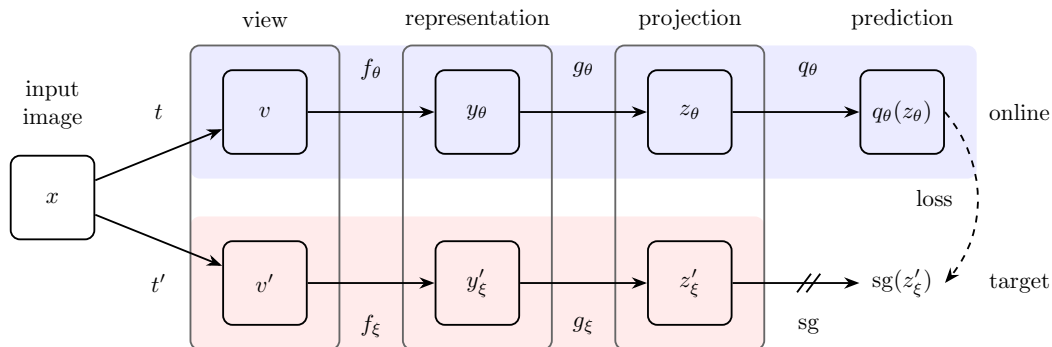 view representation projection prediction
input
image
t f_θ g_θ q_θ
v y_θ z_θ q_θ(z_θ) online
x
loss
t′ v′ y′_ξ z′_ξ sg(z′_ξ) target
f_ξ g_ξ sg